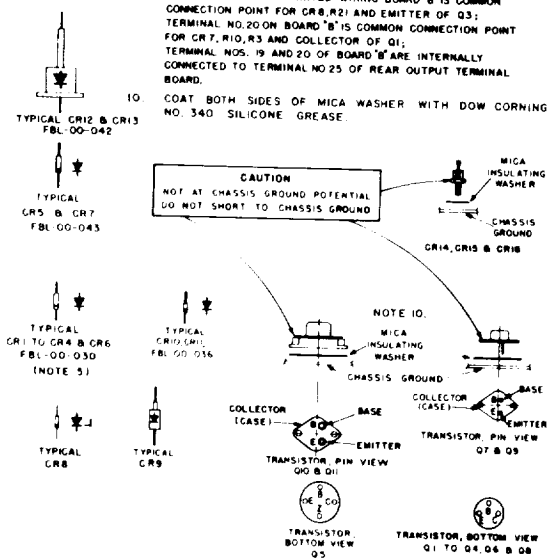 CONNECTION POINT FOR CR8, R21 AND EMITTER OF Q3;
TERMINAL NO. 20 ON BOARD "B" IS COMMON CONNECTION POINT
FOR CR7, R10, R3 AND COLLECTOR OF Q1;
TERMINAL NOS. 19 AND 20 OF BOARD "B" ARE INTERNALLY
CONNECTED TO TERMINAL NO 25 OF REAR OUTPUT TERMINAL
BOARD.
10. COAT BOTH SIDES OF MICA WASHER WITH DOW CORNING
NO. 340 SILICONE GREASE.
TYPICAL CR12 & CR13
FBL-00-042
CAUTION
NOT AT CHASSIS GROUND POTENTIAL
DO NOT SHORT TO CHASSIS GROUND
MICA
INSULATING
WASHER
CHASSIS
GROUND
CR14, CR15 & CR16
TYPICAL
CR5 & CR7
FBL-00-043
TYPICAL
CR1 TO CR4 & CR6
FBL-00-030
(NOTE 5)
TYPICAL
CR10, CR11
FBL-00-036
NOTE 10.
MICA
INSULATING
WASHER
CHASSIS GROUND
COLLECTOR
(CASE)
B
E
BASE
EMITTER
TRANSISTOR, PIN VIEW
Q10 & Q11
COLLECTOR
(CASE)
B
E
BASE
EMITTER
TRANSISTOR, PIN VIEW
Q7 & Q9
TYPICAL
CR8
TYPICAL
CR9
B
E C
Z
TRANSISTOR,
BOTTOM VIEW
Q5
B
E C
TRANSISTOR, BOTTOM VIEW
Q1 TO Q4, Q6 & Q8